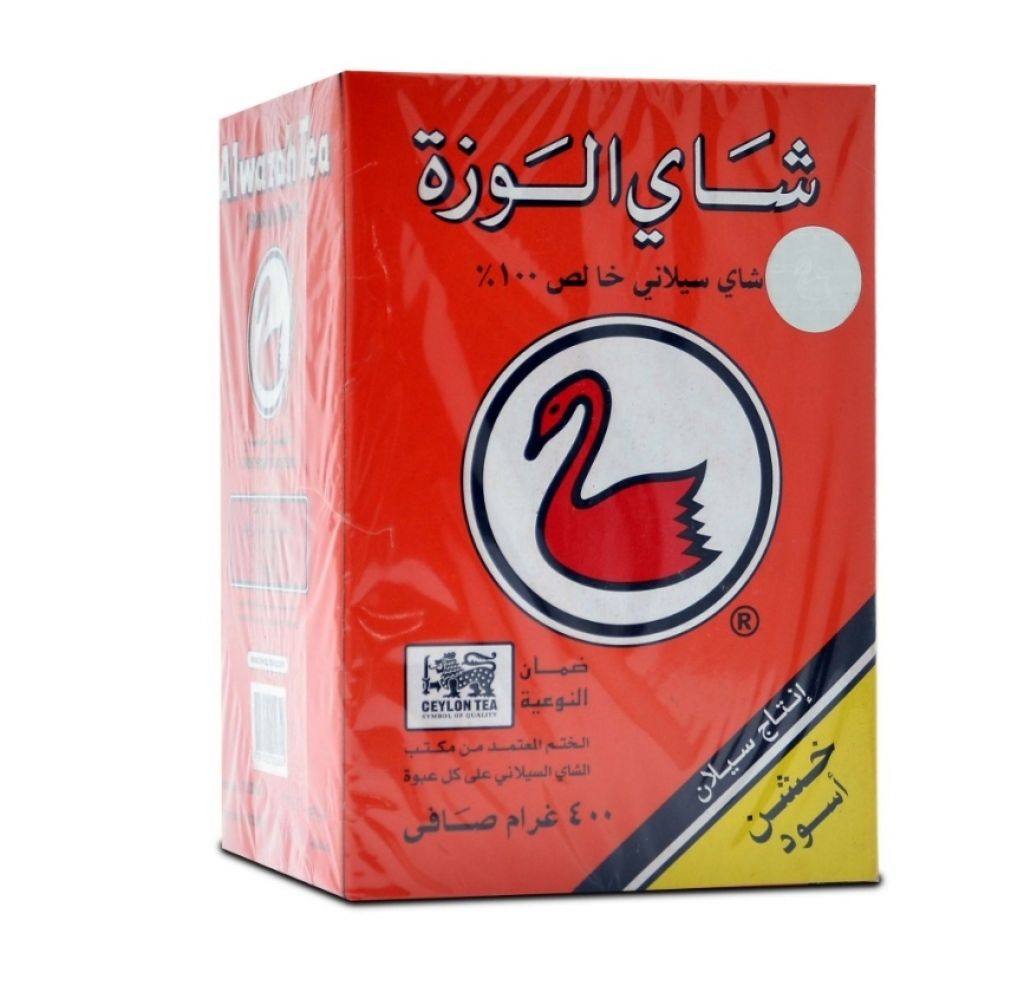 شاي الوزة
شاي سيلاني خالص ١٠٠٪
®
ضمان
النوعية
CEYLON TEA
SYMBOL OF QUALITY
الختم المعتمد من مكتب
الشاي السيلاني على كل عبوة
٤٠٠ غرام صافى
إنتاج سيلان
خشن
أسود
Alwazah Tea